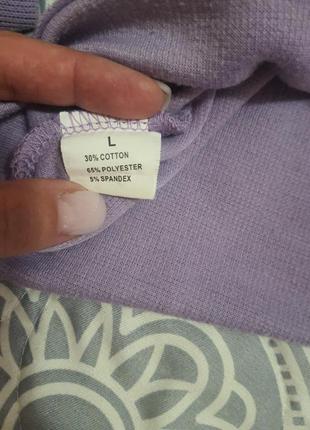 L
30% COTTON
65% POLYESTER
5% SPANDEX